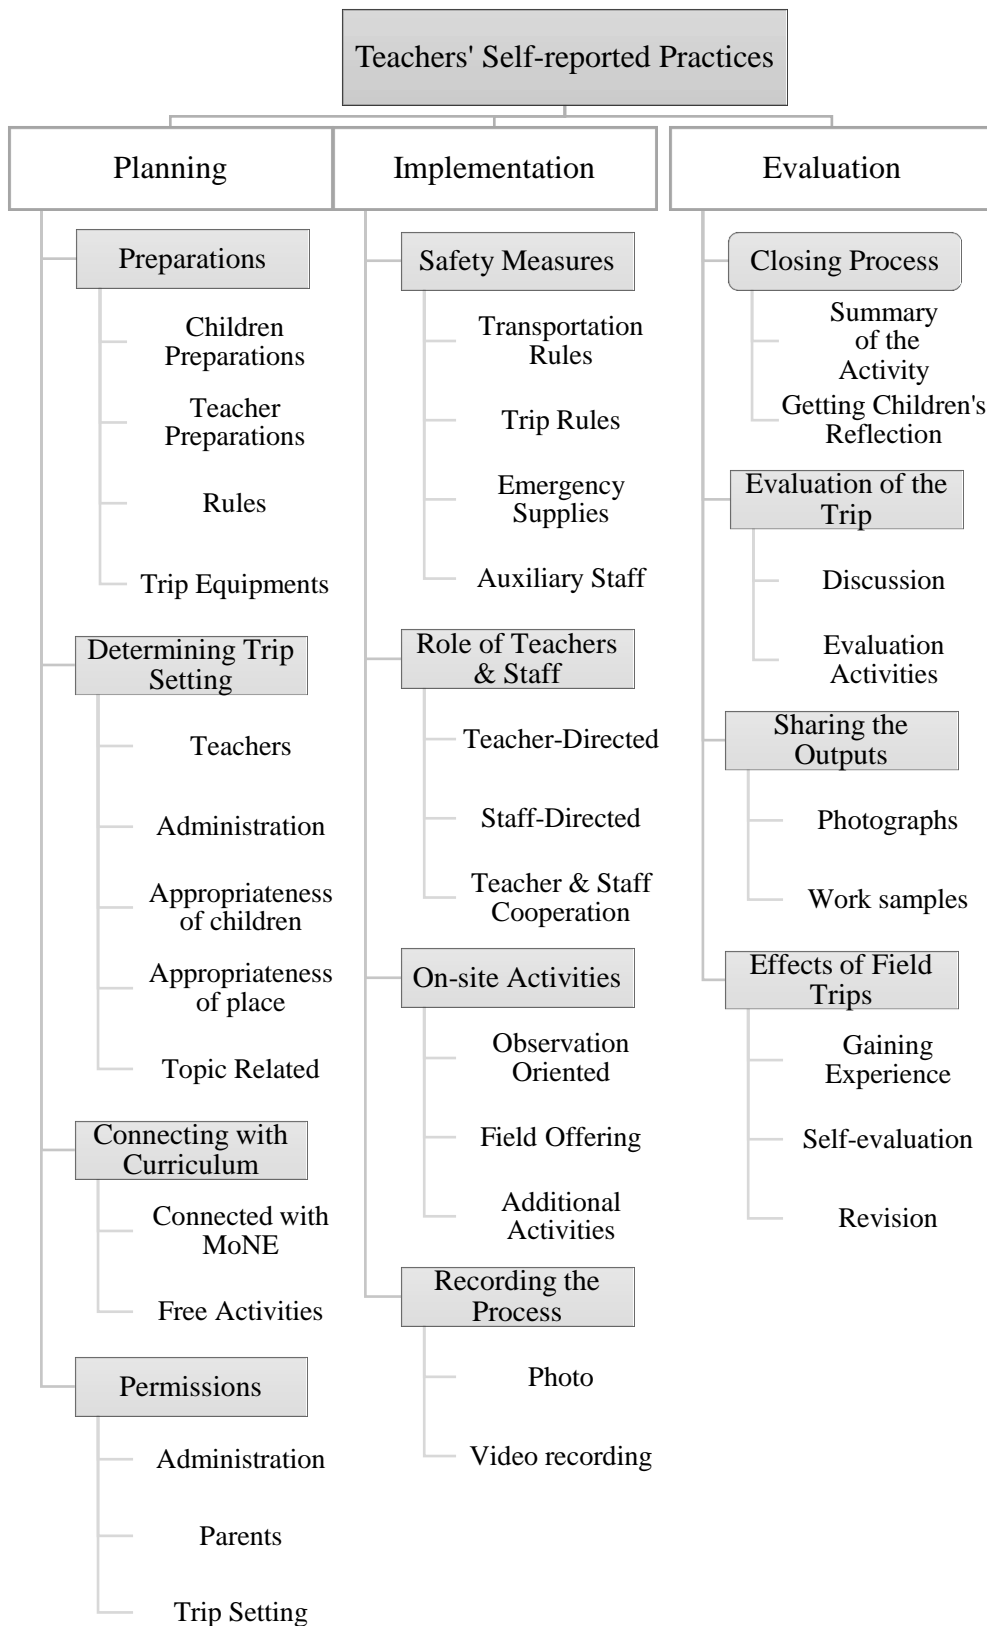 Teachers' Self-reported Practices
Planning
Preparations
Children
Preparations
Teacher
Preparations
Rules
Trip Equipments
Determining Trip
Setting
Teachers
Administration
Appropriateness
of children
Appropriateness
of place
Topic Related
Connecting with
Curriculum
Connected with
MoNE
Free Activities
Permissions
Administration
Parents
Trip Setting
Implementation
Safety Measures
Transportation
Rules
Trip Rules
Emergency
Supplies
Auxiliary Staff
Role of Teachers
& Staff
Teacher-Directed
Staff-Directed
Teacher & Staff
Cooperation
On-site Activities
Observation
Oriented
Field Offering
Additional
Activities
Recording the
Process
Photo
Video recording
Evaluation
Closing Process
Summary
of the
Activity
Getting Children's
Reflection
Evaluation of the
Trip
Discussion
Evaluation
Activities
Sharing the
Outputs
Photographs
Work samples
Effects of Field
Trips
Gaining
Experience
Self-evaluation
Revision